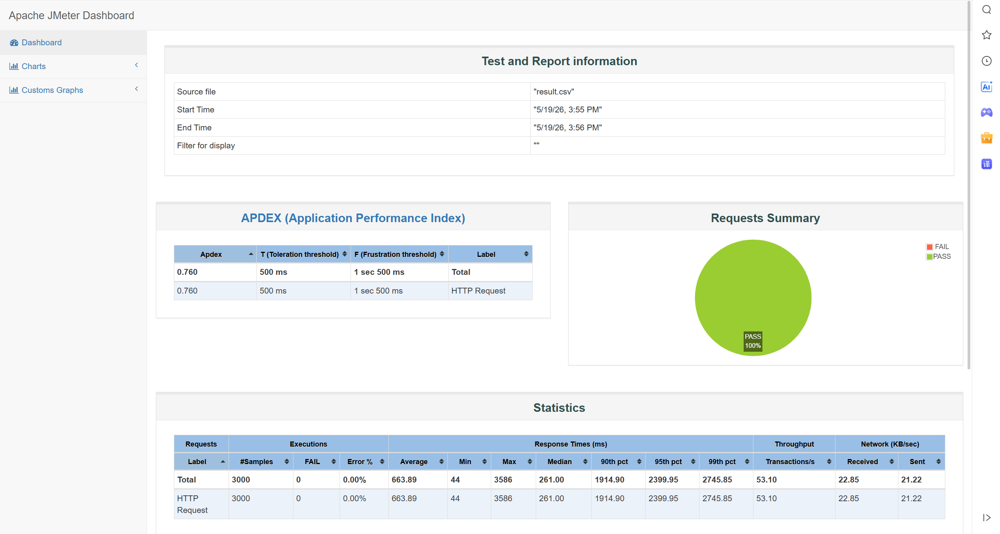 Apache JMeter Dashboard
Dashboard
Charts
Customs Graphs
Test and Report information
Source file "result.csv"
Start Time "5/19/26, 3:55 PM"
End Time "5/19/26, 3:56 PM"
Filter for display ""
APDEX (Application Performance Index)
Apdex T (Toleration threshold) F (Frustration threshold) Label
0.760 500 ms 1 sec 500 ms Total
0.760 500 ms 1 sec 500 ms HTTP Request
Requests Summary
FAIL
PASS
PASS
100%
Statistics
Requests Executions Response Times (ms) Throughput Network (KB/sec)
Label #Samples FAIL Error % Average Min Max Median 90th pct 95th pct 99th pct Transactions/s Received Sent
Total 3000 0 0.00% 663.89 44 3586 261.00 1914.90 2399.95 2745.85 53.10 22.85 21.22
HTTP Request 3000 0 0.00% 663.89 44 3586 261.00 1914.90 2399.95 2745.85 53.10 22.85 21.22
AI
译